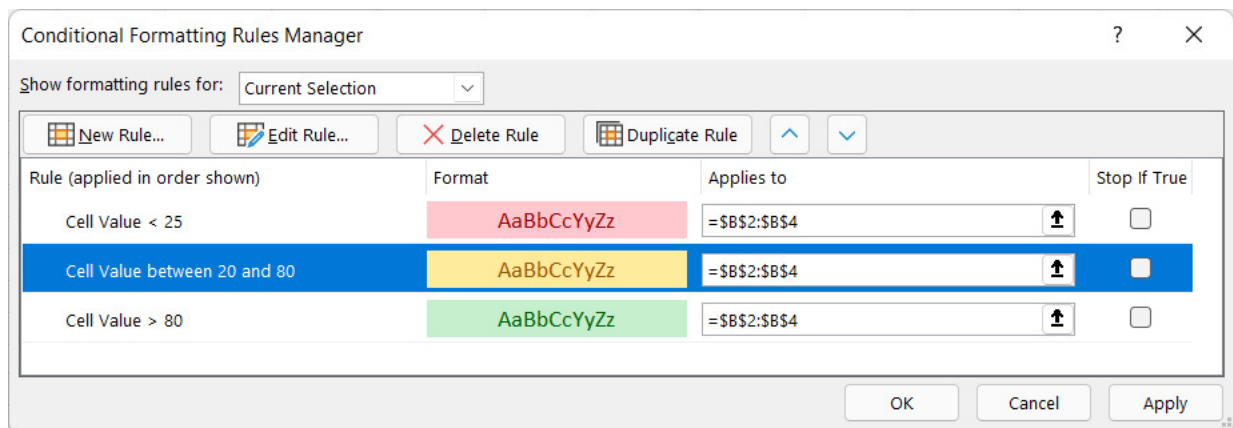 Conditional Formatting Rules Manager ?
Show formatting rules for: Current Selection
New Rule... Edit Rule... Delete Rule Duplicate Rule
Rule (applied in order shown) Format Applies to Stop If True
Cell Value < 25 AaBbCcYyZz =$B$2:$B$4
Cell Value between 20 and 80 AaBbCcYyZz =$B$2:$B$4
Cell Value > 80 AaBbCcYyZz =$B$2:$B$4
OK Cancel Apply